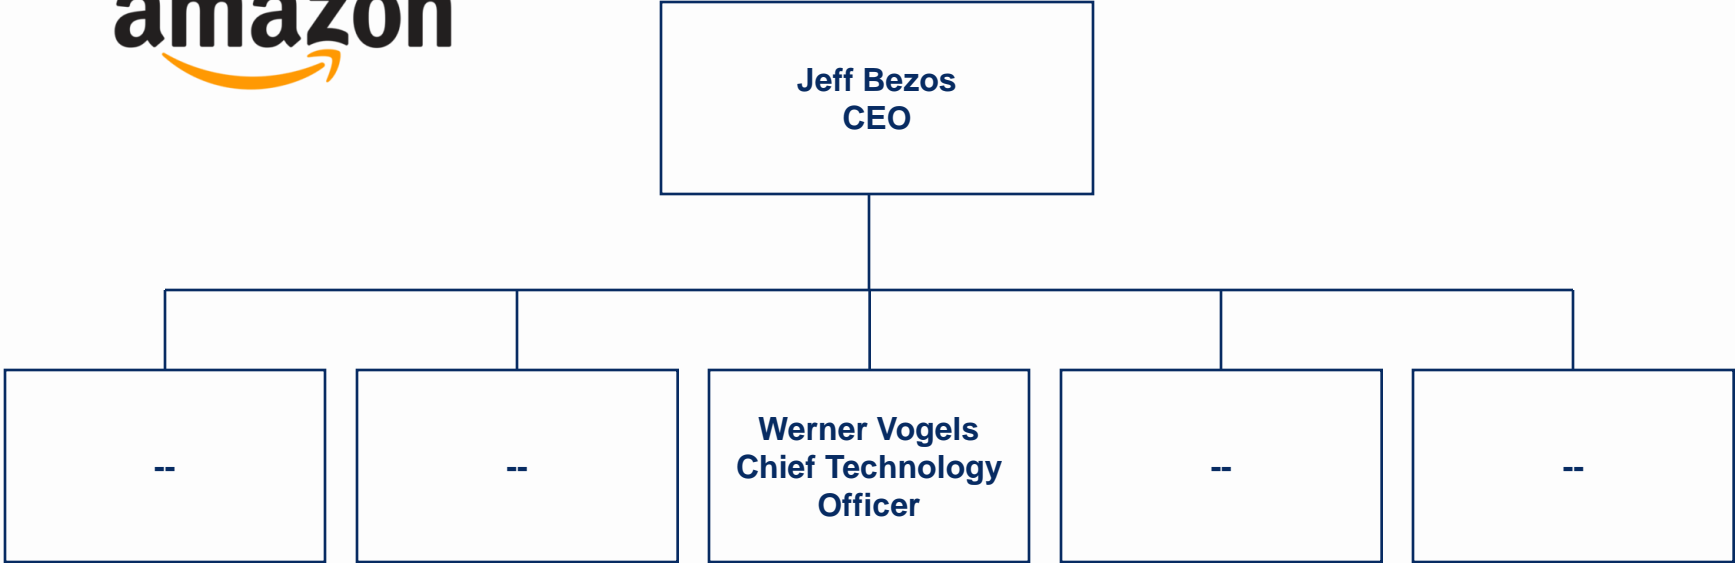 amazon
Jeff Bezos
CEO
--
--
Werner Vogels
Chief Technology
Officer
--
--